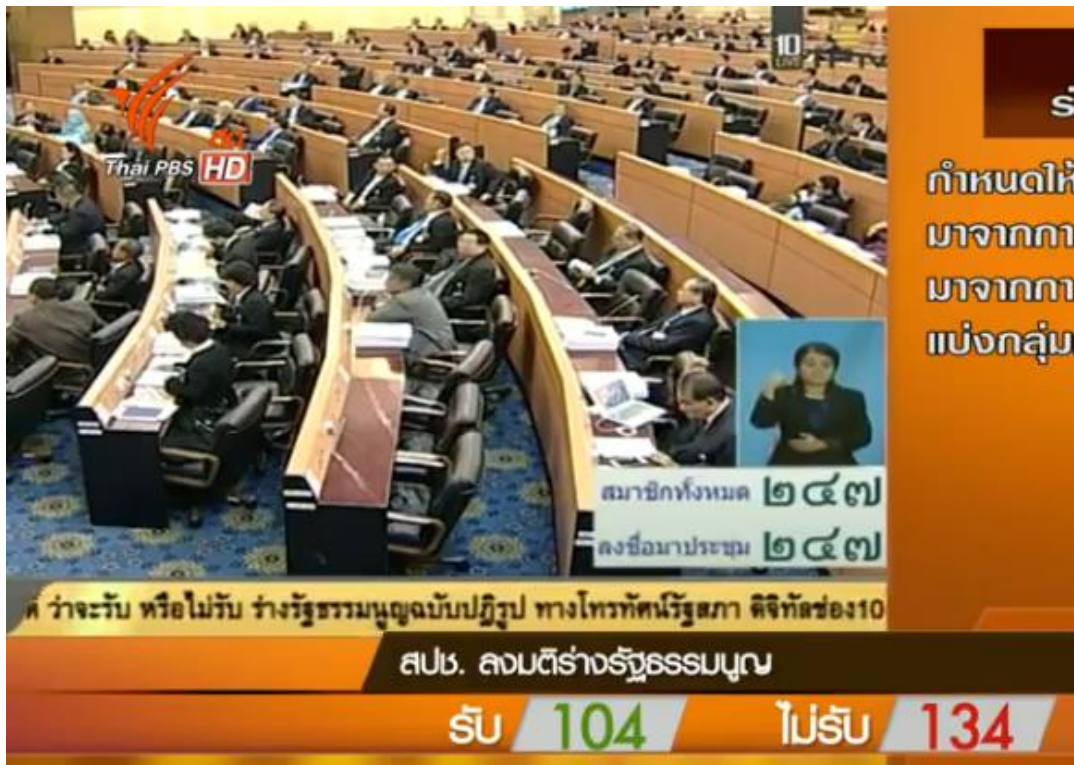 Thai PBS HD
กำหนดให้
มาจากกา
มาจากกา
แบ่งกลุ่ม
สมาชิกทั้งหมด ๒๔๗
ลงชื่อมาประชุม ๒๔๗
ว่าจะรับ หรือไม่รับ ร่างรัฐธรรมนูญฉบับปฏิรูป ทางโทรทัศน์รัฐสภา ดิจิทัลช่อง10
สปช. ลงมติร่างรัฐธรรมนูญ
รับ 104 ไม่รับ 134